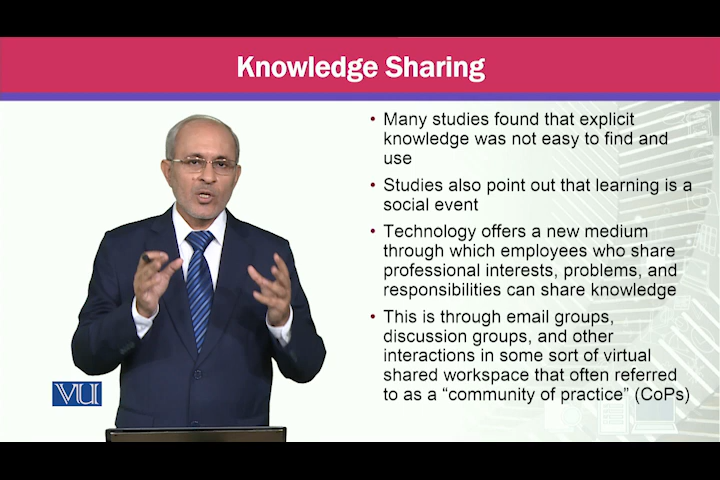 Knowledge Sharing
• Many studies found that explicit
knowledge was not easy to find and
use
• Studies also point out that learning is a
social event
• Technology offers a new medium
through which employees who share
professional interests, problems, and
responsibilities can share knowledge
• This is through email groups,
discussion groups, and other
interactions in some sort of virtual
shared workspace that often referred
to as a “community of practice” (CoPs)
VU